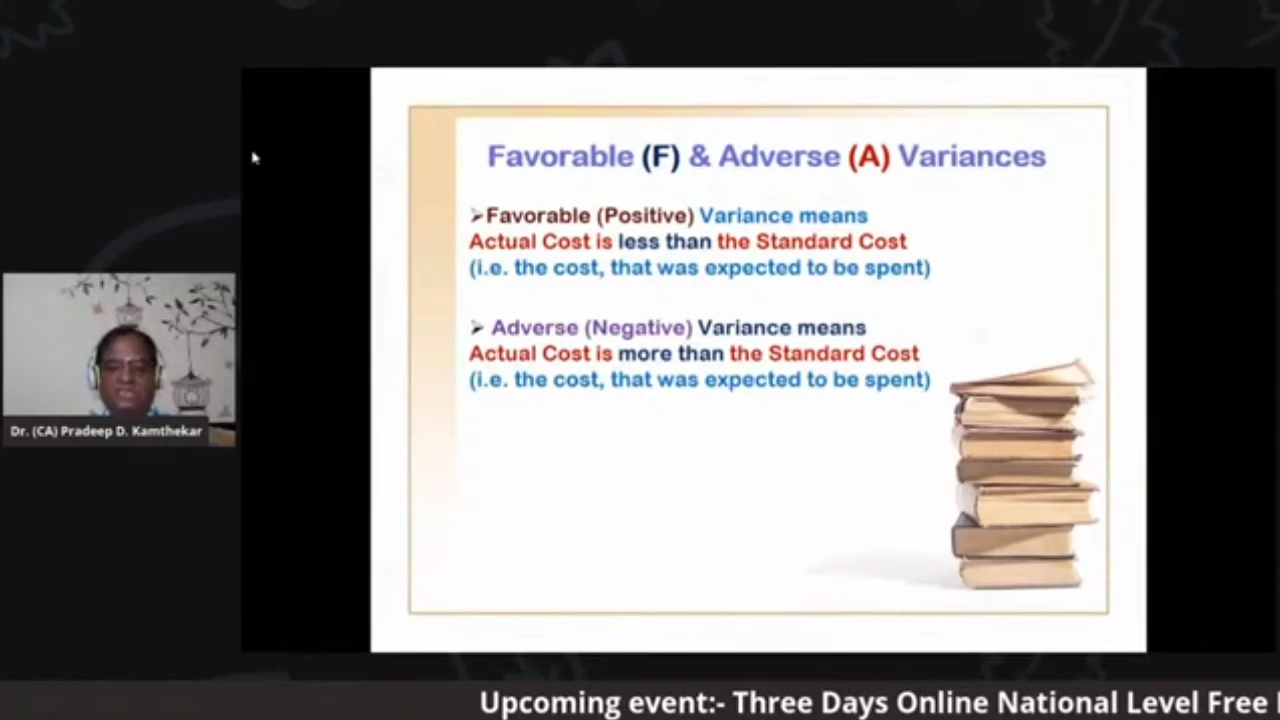 Favorable (F) & Adverse (A) Variances
➢Favorable (Positive) Variance means
Actual Cost is less than the Standard Cost
(i.e. the cost, that was expected to be spent)
➢ Adverse (Negative) Variance means
Actual Cost is more than the Standard Cost
(i.e. the cost, that was expected to be spent)
Dr. (CA) Pradeep D. Kamthekar
Upcoming event:- Three Days Online National Level Free